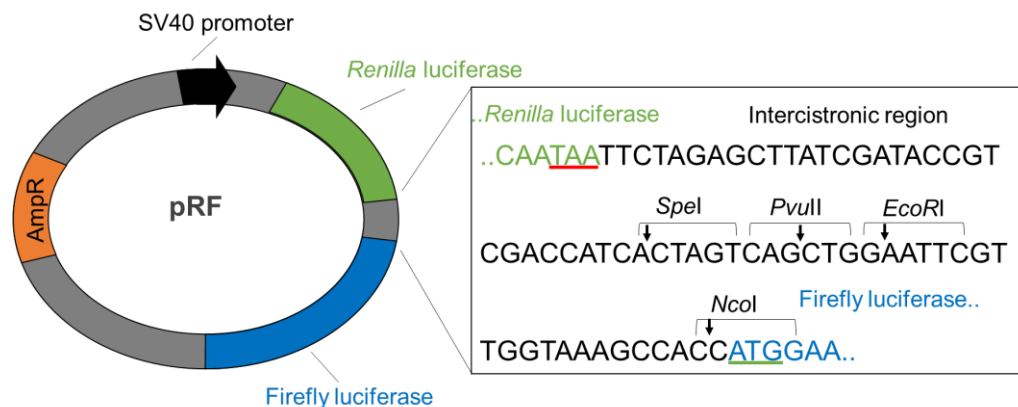 SV40 promoter
Renilla luciferase
AmpR
pRF
Firefly luciferase
..Renilla luciferase Intercistronic region
..CAATAATTCTAGAGCTTATCGATACCGT
SpeI PvuII EcoRI
CGACCATCACTAGTCAGCTGGAATTCGT
NcoI Firefly luciferase..
TGGTAAAGCCACCATGGAA..